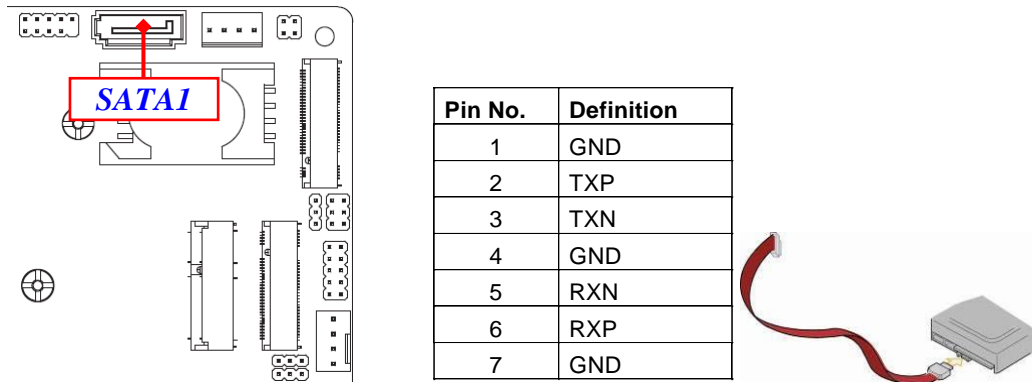 SATA1
Pin No. Definition
1 GND
2 TXP
3 TXN
4 GND
5 RXN
6 RXP
7 GND